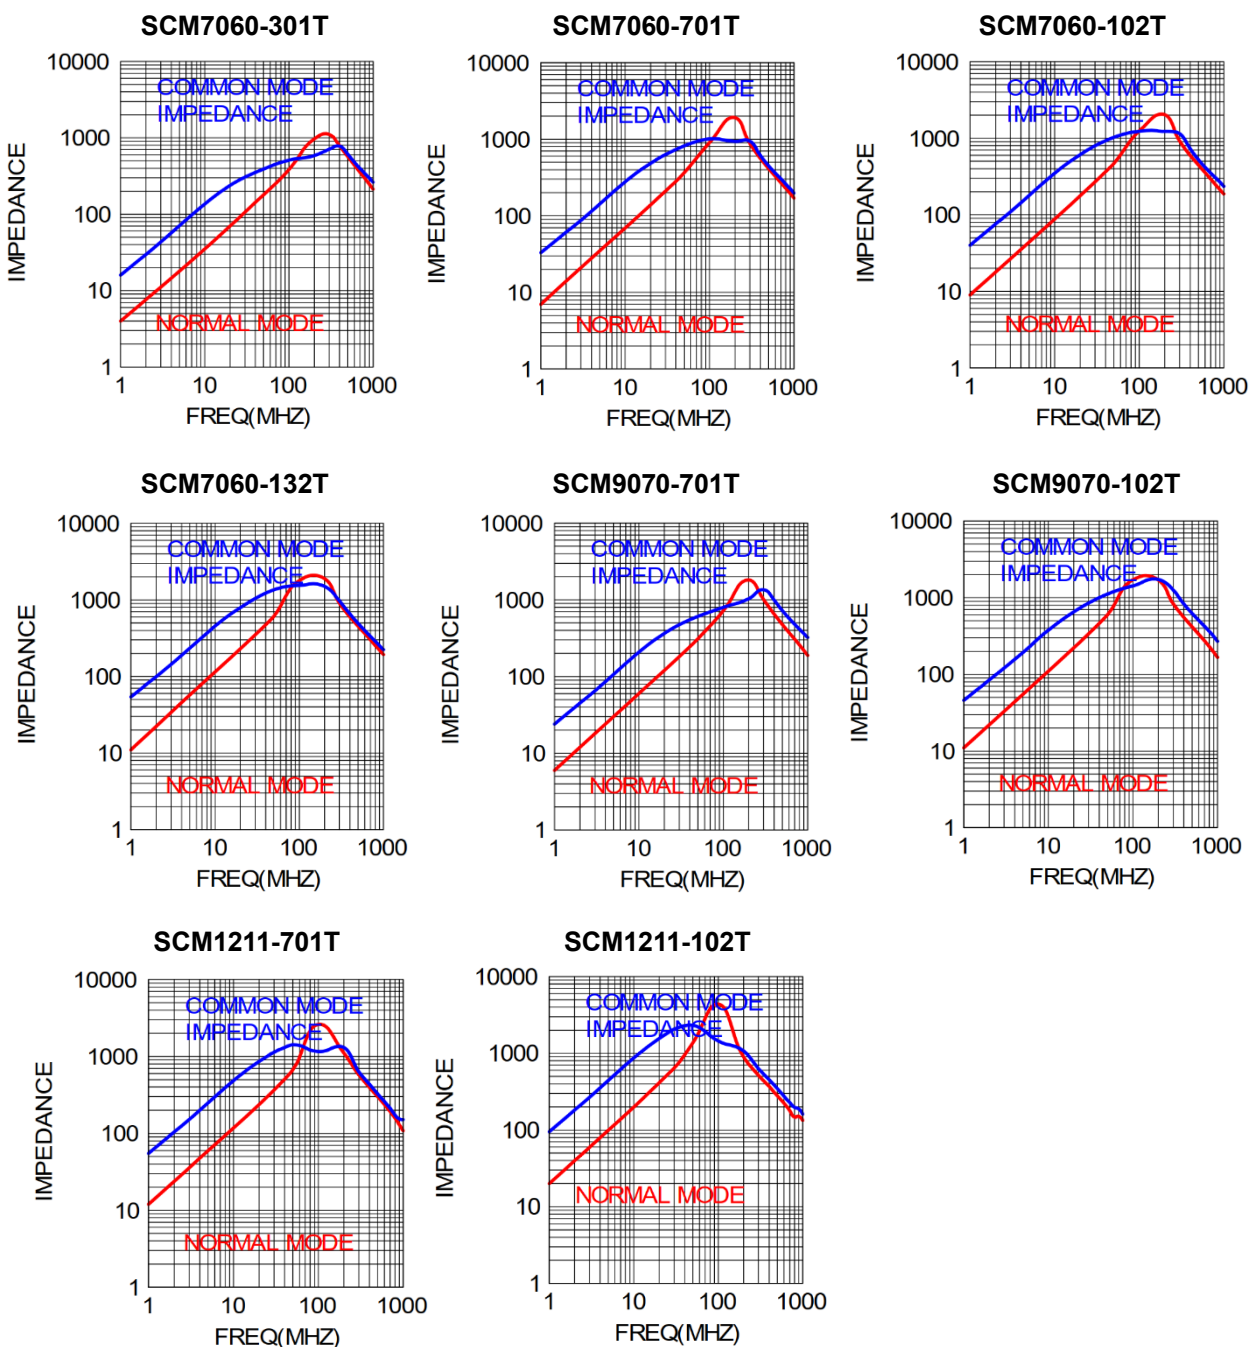 SCM7060-301T
10000
COMMON MODE
IMPEDANCE
1000
100
10
NORMAL MODE
1
1 10 100 1000
FREQ(MHZ)
IMPEDANCE
SCM7060-701T
10000
COMMON MODE
IMPEDANCE
1000
100
10
NORMAL MODE
1
1 10 100 1000
FREQ(MHZ)
IMPEDANCE
SCM7060-102T
10000
COMMON MODE
IMPEDANCE
1000
100
10
NORMAL MODE
1
1 10 100 1000
FREQ(MHZ)
IMPEDANCE
SCM7060-132T
10000
COMMON MODE
IMPEDANCE
1000
100
10
NORMAL MODE
1
1 10 100 1000
FREQ(MHZ)
IMPEDANCE
SCM9070-701T
10000
COMMON MODE
IMPEDANCE
1000
100
10
NORMAL MODE
1
1 10 100 1000
FREQ(MHZ)
IMPEDANCE
SCM9070-102T
10000
COMMON MODE
IMPEDANCE
1000
100
10
NORMAL MODE
1
1 10 100 1000
FREQ(MHZ)
IMPEDANCE
SCM1211-701T
10000
COMMON MODE
IMPEDANCE
1000
100
10
NORMAL MODE
1
1 10 100 1000
FREQ(MHZ)
IMPEDANCE
SCM1211-102T
10000
COMMON MODE
IMPEDANCE
1000
100
NORMAL MODE
10
1
1 10 100 1000
FREQ(MHZ)
IMPEDANCE